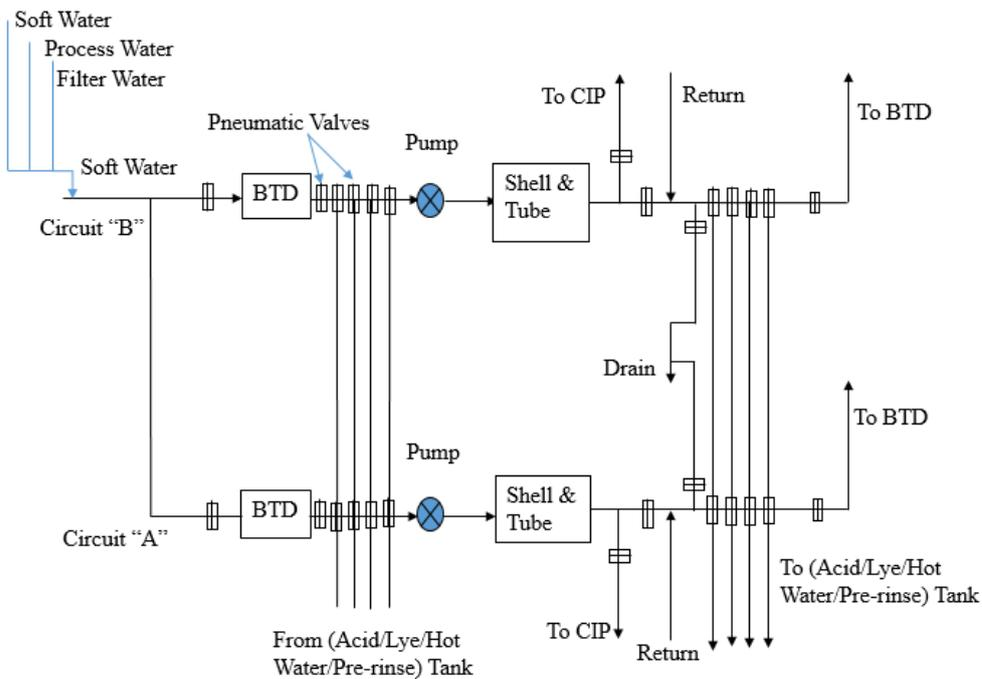 Soft Water
Process Water
Filter Water
Pneumatic Valves
Pump
To CIP
Return
To BTD
Soft Water
BTD
Shell &
Tube
Circuit “B”
Drain
To BTD
Pump
BTD
Shell &
Tube
Circuit “A”
To (Acid/Lye/Hot
Water/Pre-rinse) Tank
From (Acid/Lye/Hot
Water/Pre-rinse) Tank
To CIP
Return